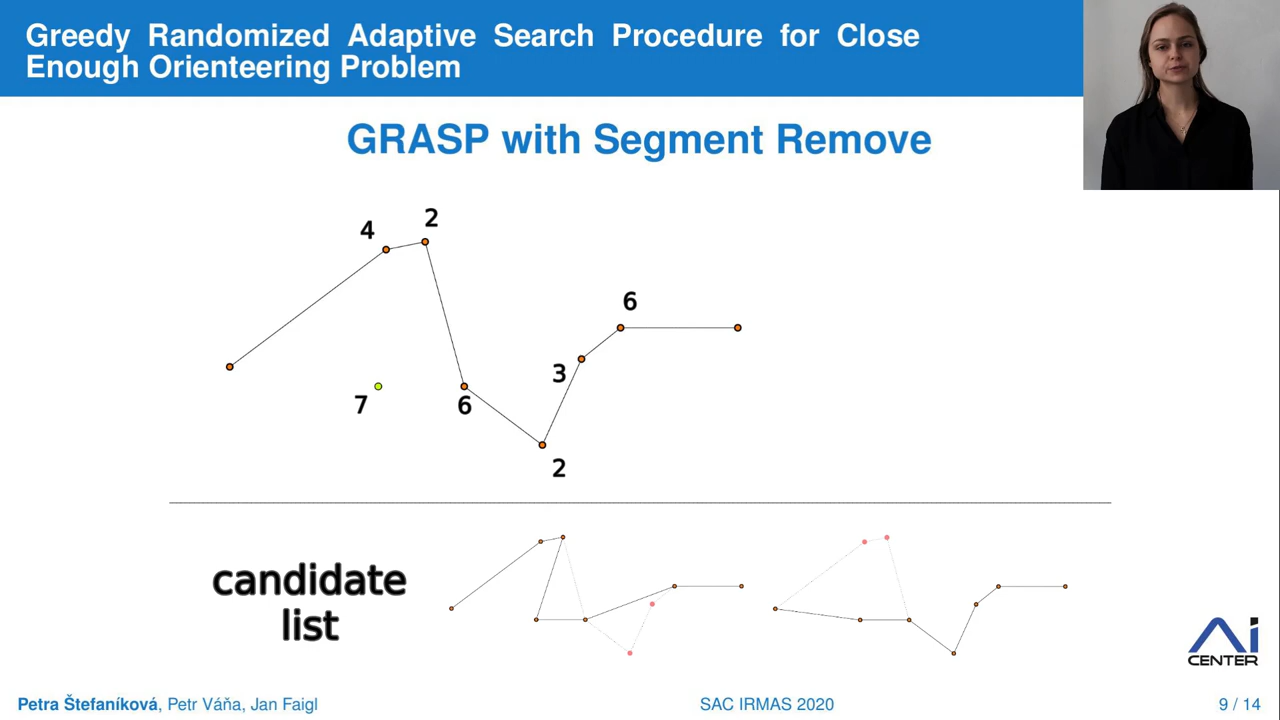 Greedy Randomized Adaptive Search Procedure for Close
Enough Orienteering Problem
GRASP with Segment Remove
4
2
6
3
7
6
2
candidate
list
Ai
CENTER
Petra Štefaníková, Petr Váňa, Jan Faigl
SAC IRMAS 2020
9 / 14